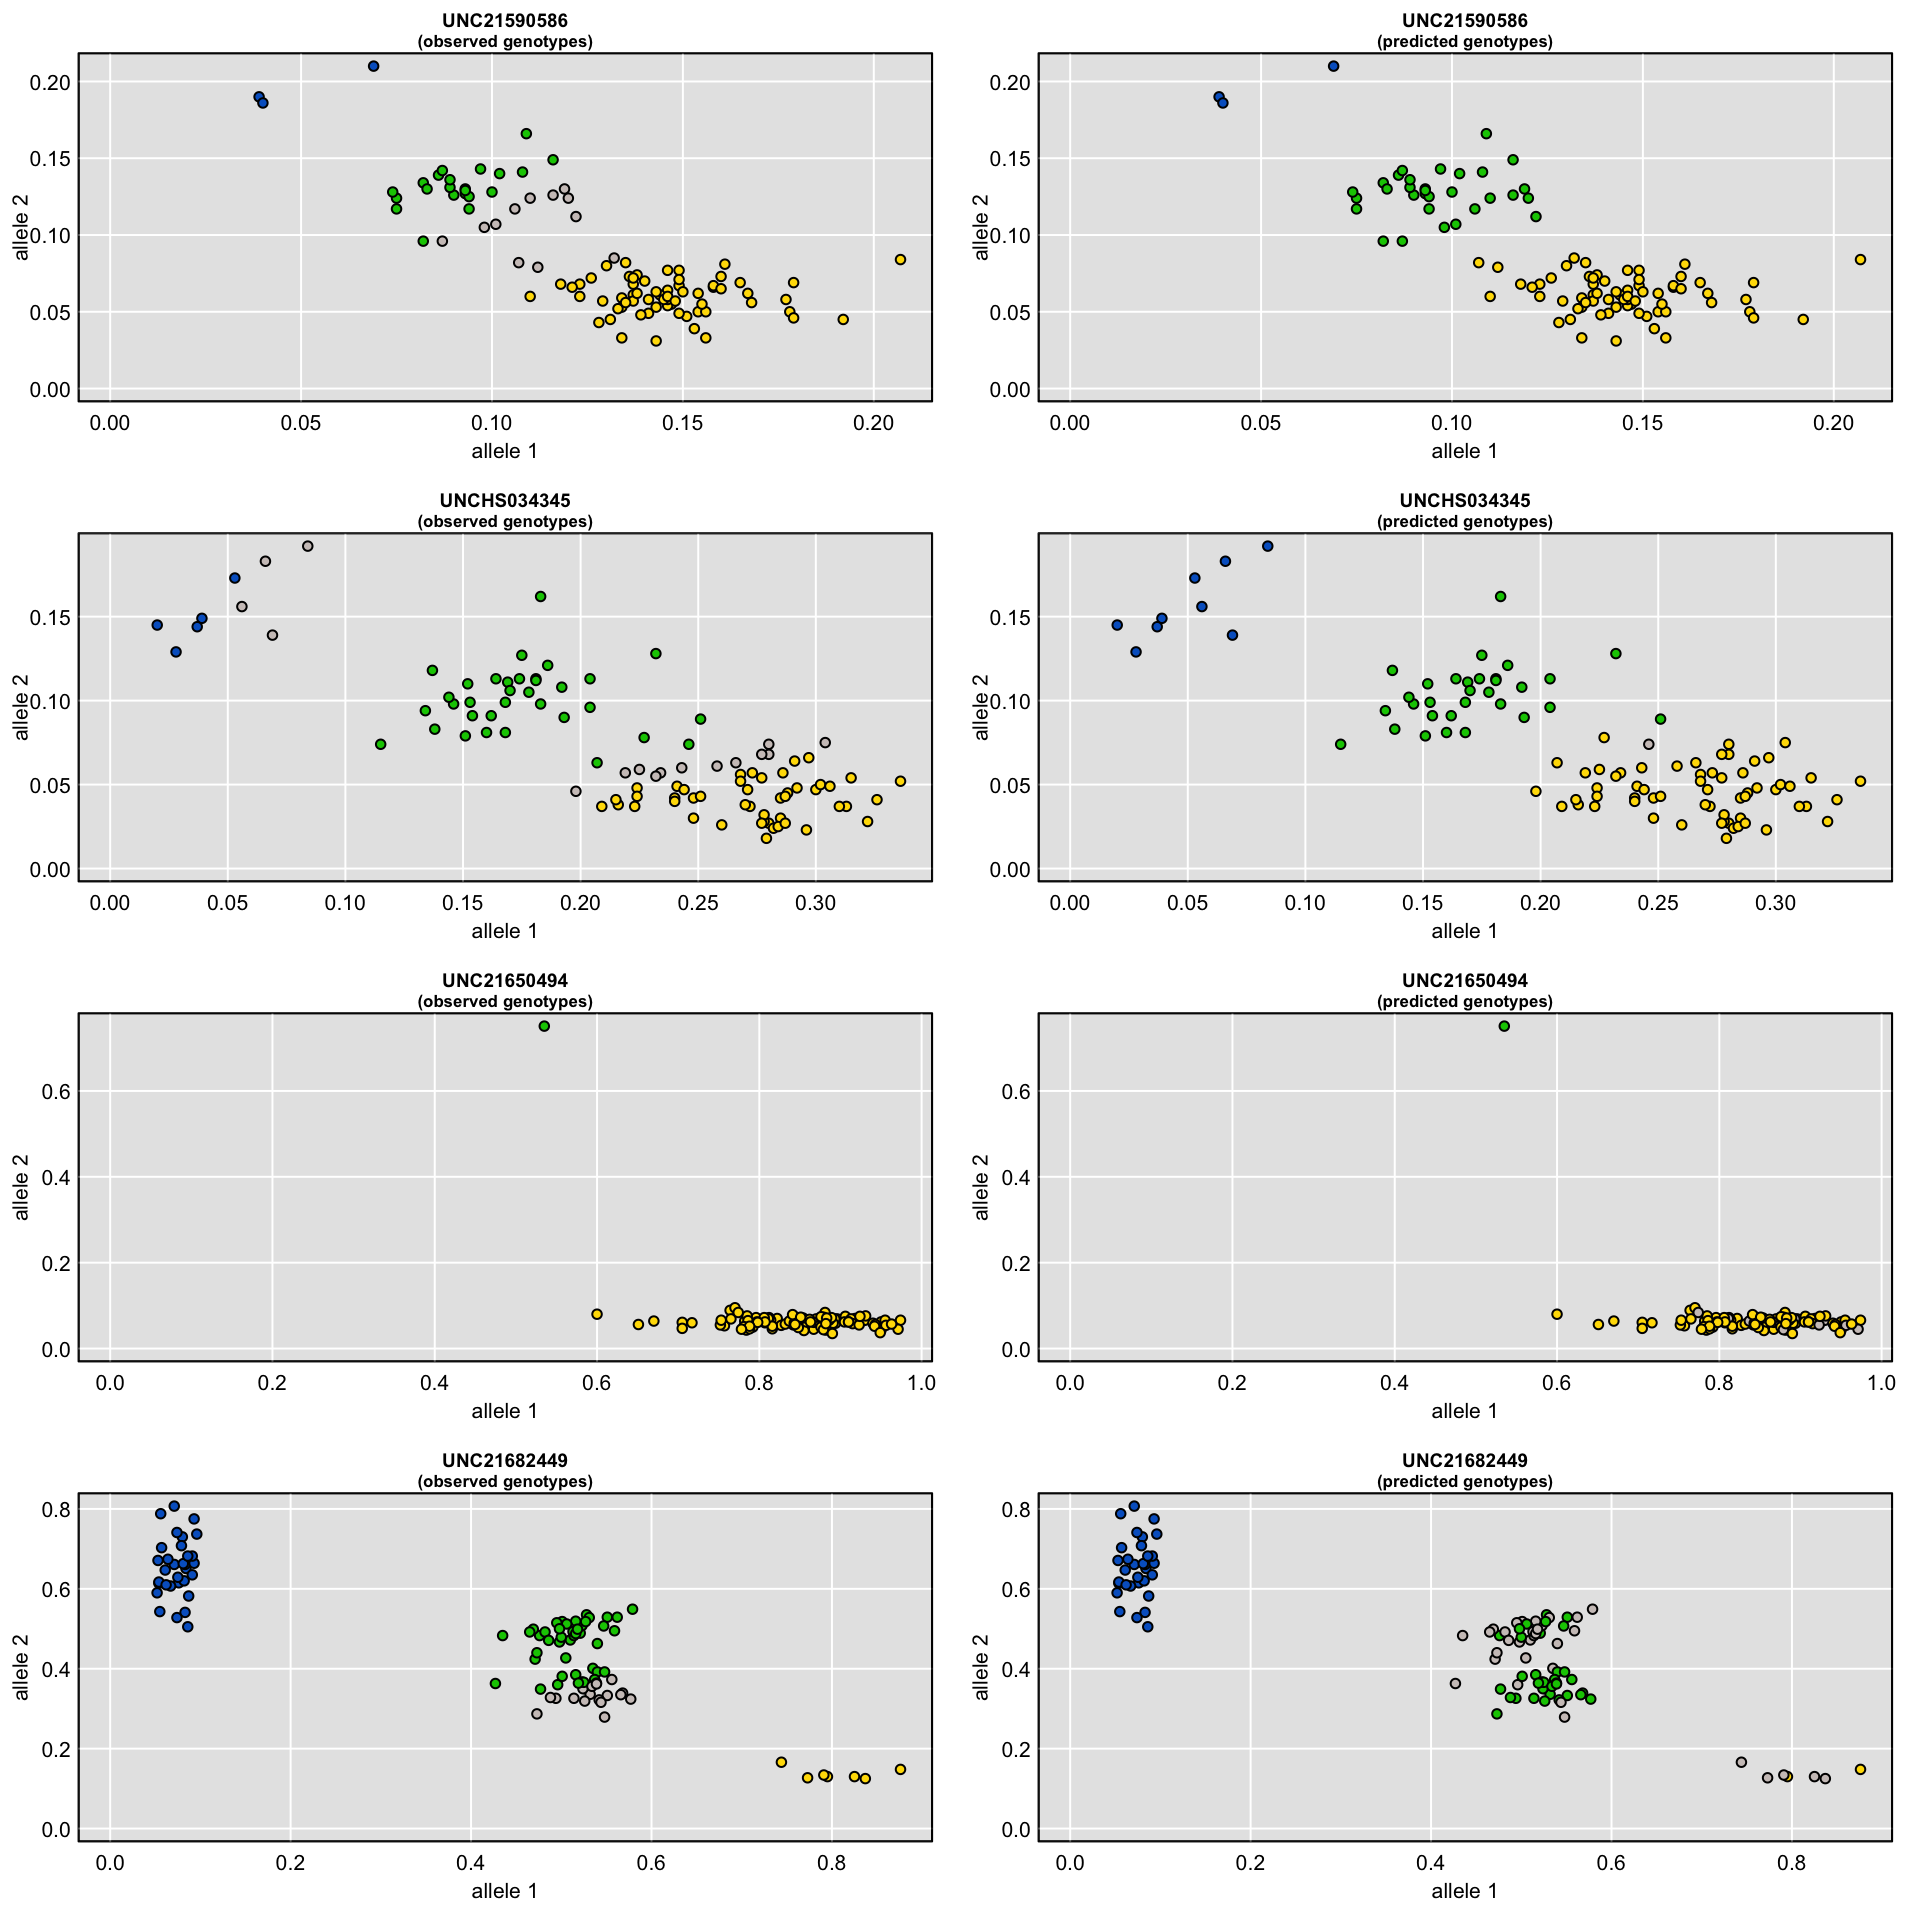 UNC21590586
(observed genotypes)
allele 2
0.20
0.15
0.10
0.05
0.00
0.00 0.05 0.10 0.15 0.20
allele 1
UNC21590586
(predicted genotypes)
allele 2
0.20
0.15
0.10
0.05
0.00
0.00 0.05 0.10 0.15 0.20
allele 1
UNCHS034345
(observed genotypes)
allele 2
0.15
0.10
0.05
0.00
0.00 0.05 0.10 0.15 0.20 0.25 0.30
allele 1
UNCHS034345
(predicted genotypes)
allele 2
0.15
0.10
0.05
0.00
0.00 0.05 0.10 0.15 0.20 0.25 0.30
allele 1
UNC21650494
(observed genotypes)
allele 2
0.6
0.4
0.2
0.0
0.0 0.2 0.4 0.6 0.8 1.0
allele 1
UNC21650494
(predicted genotypes)
allele 2
0.6
0.4
0.2
0.0
0.0 0.2 0.4 0.6 0.8 1.0
allele 1
UNC21682449
(observed genotypes)
allele 2
0.8
0.6
0.4
0.2
0.0
0.0 0.2 0.4 0.6 0.8
allele 1
UNC21682449
(predicted genotypes)
allele 2
0.8
0.6
0.4
0.2
0.0
0.0 0.2 0.4 0.6 0.8
allele 1